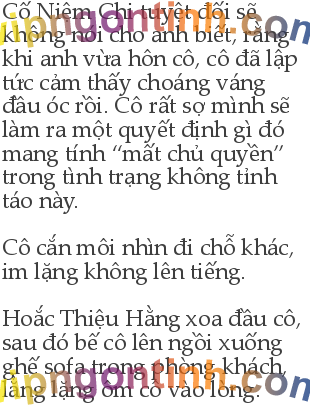 Cố Niệm Chi tuyệt đối sẽ
không nói cho anh biết, rằng
khi anh vừa hôn cô, cô đã lập
tức cảm thấy choáng váng
đầu óc rồi. Cô rất sợ mình sẽ
làm ra một quyết định gì đó
mang tính “mất chủ quyền”
trong tình trạng không tỉnh
táo này.
Cô cắn môi nhìn đi chỗ khác,
im lặng không lên tiếng.
Hoắc Thiệu Hằng xoa đầu cô,
sau đó bế cô lên ngồi xuống
ghế sofa trong phòng khách,
lẳng lặng ôm cô vào lòng.
vipngontinh.com
vipngontinh.com